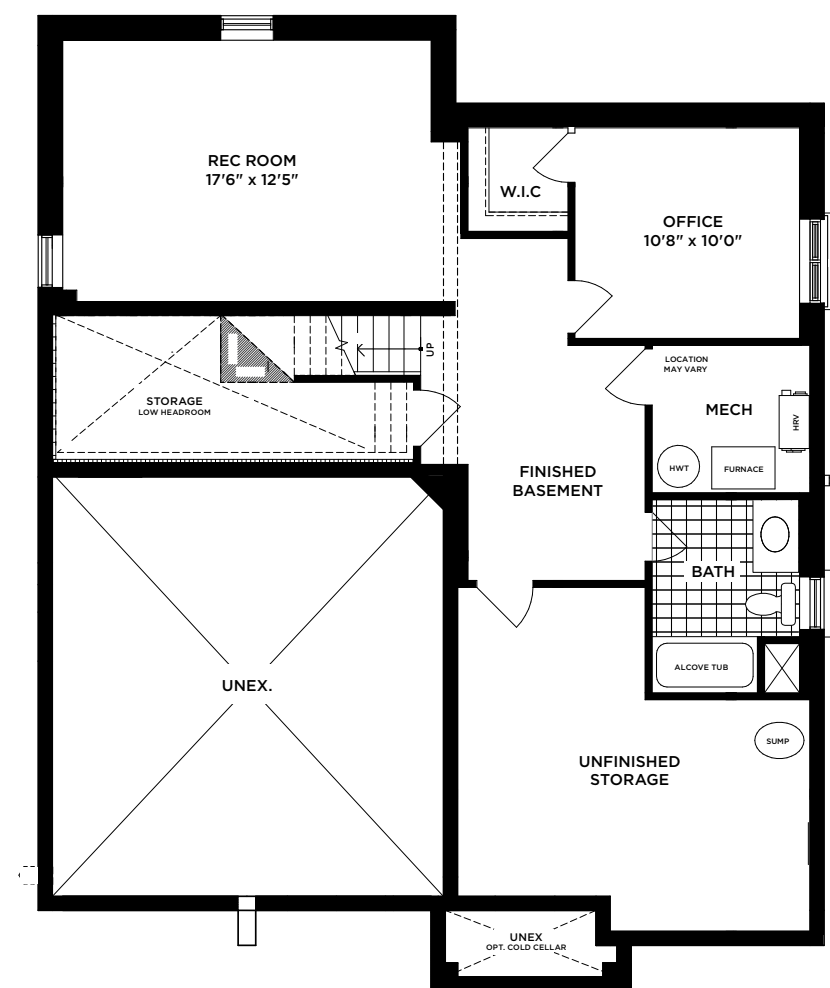 REC ROOM
17'6" x 12'5"
W.I.C
OFFICE
10'8" x 10'0"
UP
LOCATION
MAY VARY
STORAGE
LOW HEADROOM
MECH
HRV
HWT
FURNACE
FINISHED
BASEMENT
BATH
ALCOVE TUB
UNEX.
SUMP
UNFINISHED
STORAGE
UNEX
OPT. COLD CELLAR